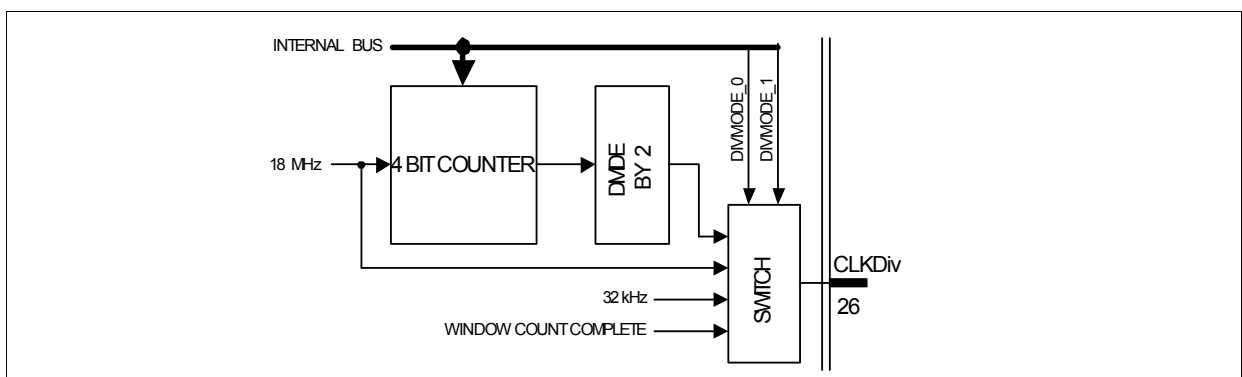 INTERNAL BUS
DIVMODE_0
DIVMODE_1
18 MHz
4 BIT COUNTER
DIVIDE
BY 2
SWITCH
CLKDiv
26
32 kHz
WINDOW COUNT COMPLETE